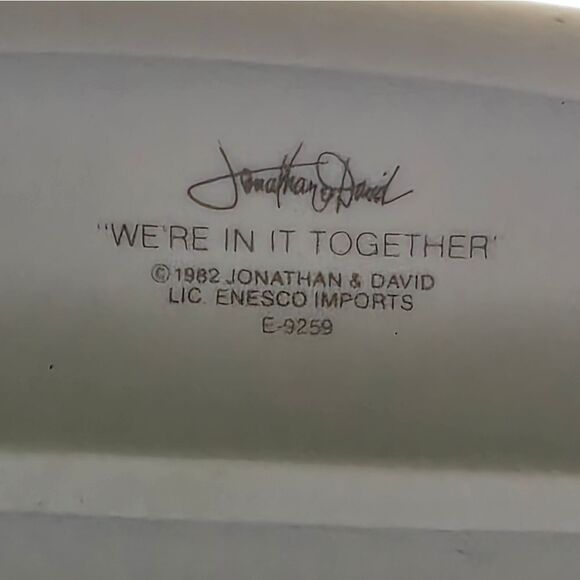 Jonathan & David
"WE'RE IN IT TOGETHER"
©1982 JONATHAN & DAVID
LIC. ENESCO IMPORTS
E-9259